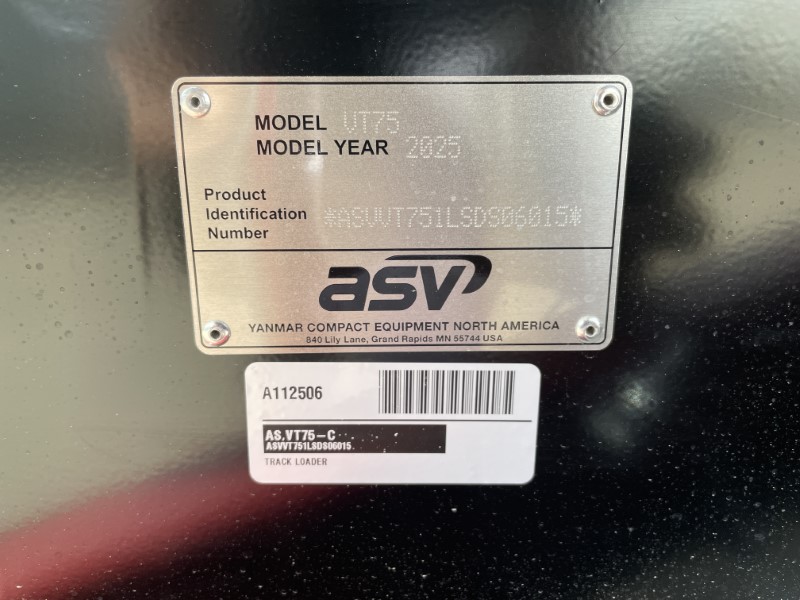 MODEL VT75
MODEL YEAR 2025
Product
Identification
Number
*ASVVT751LSDS06015*
asv
YANMAR COMPACT EQUIPMENT NORTH AMERICA
840 Lily Lane, Grand Rapids MN 55744 USA
A112506
AS.VT75-C
ASVVT751LSDS06015
TRACK LOADER